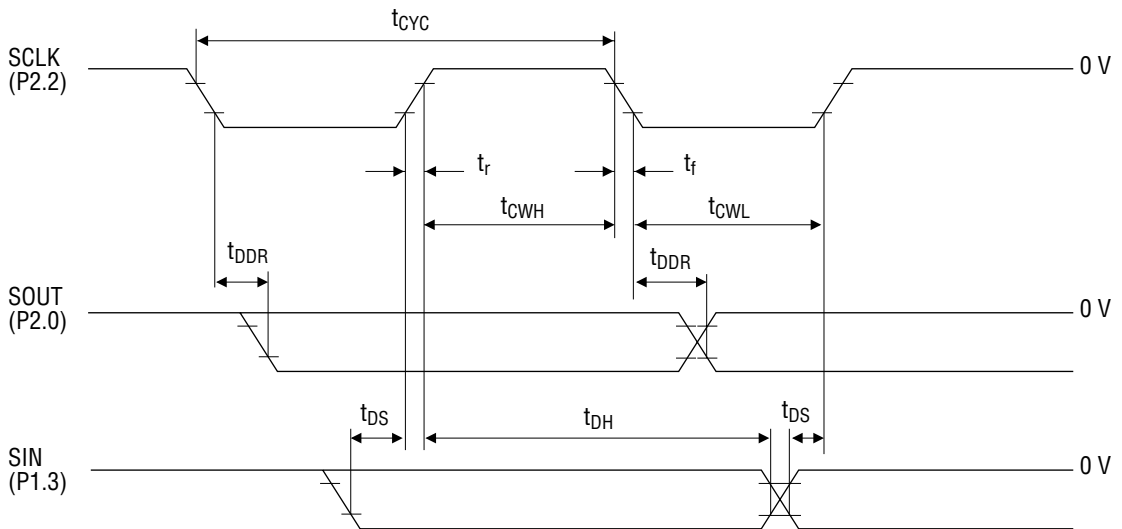 tCYC
SCLK
(P2.2)
0 V
tr
tf
tCWH
tCWL
tDDR
tDDR
SOUT
(P2.0)
0 V
tDS
tDH
tDS
SIN
(P1.3)
0 V